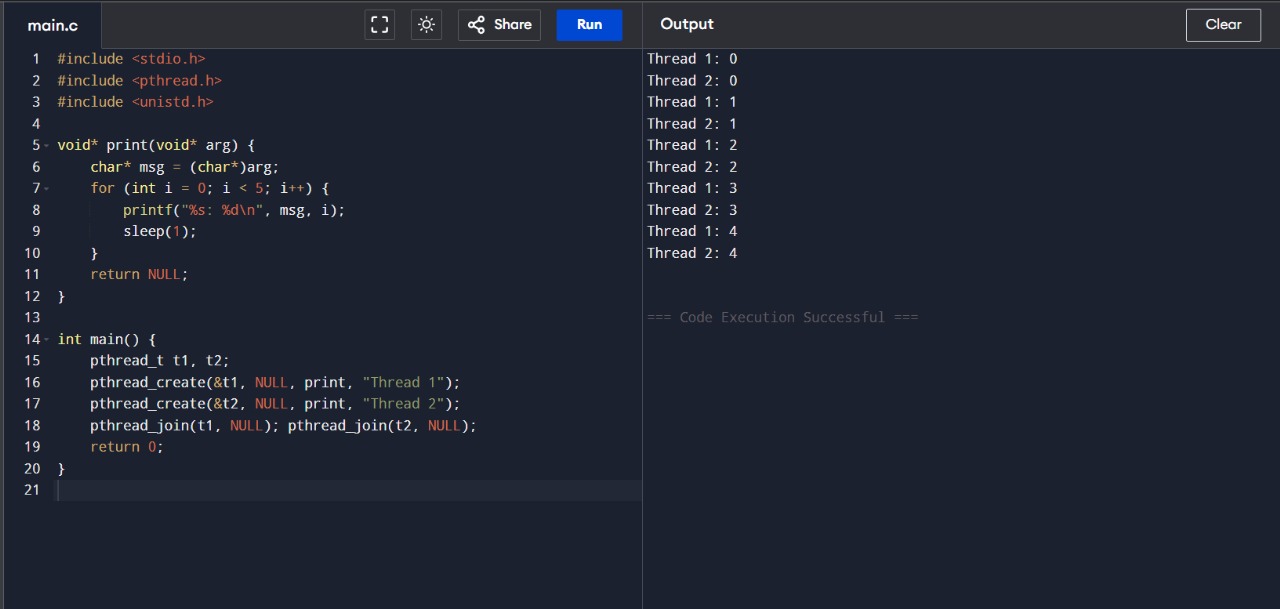 main.c
Share
Run
Output
Clear
1 #include <stdio.h>
2 #include <pthread.h>
3 #include <unistd.h>
4
5 void* print(void* arg) {
6     char* msg = (char*)arg;
7     for (int i = 0; i < 5; i++) {
8         printf("%s: %d\n", msg, i);
9         sleep(1);
10     }
11     return NULL;
12 }
13
14 int main() {
15     pthread_t t1, t2;
16     pthread_create(&t1, NULL, print, "Thread 1");
17     pthread_create(&t2, NULL, print, "Thread 2");
18     pthread_join(t1, NULL); pthread_join(t2, NULL);
19     return 0;
20 }
21
Thread 1: 0
Thread 2: 0
Thread 1: 1
Thread 2: 1
Thread 1: 2
Thread 2: 2
Thread 1: 3
Thread 2: 3
Thread 1: 4
Thread 2: 4
=== Code Execution Successful ===